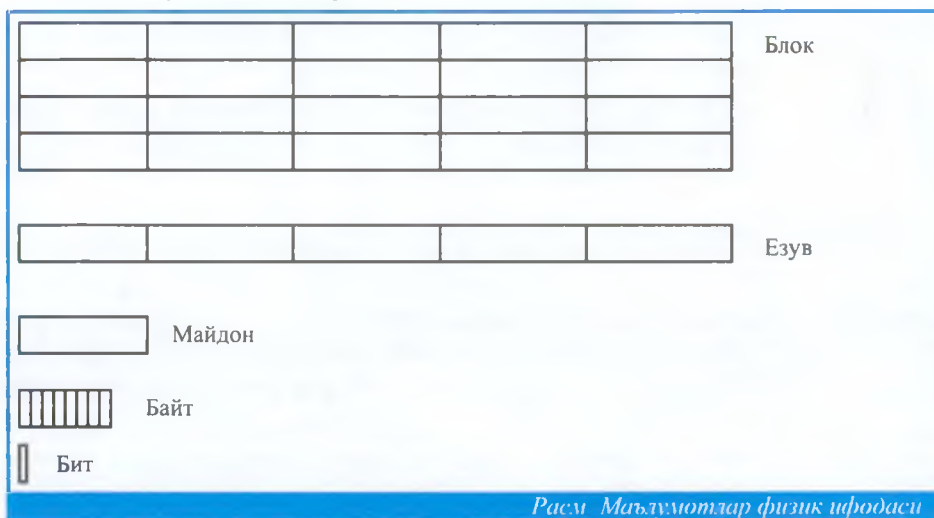 Блок
Езув
Майдон
Байт
Бит
Расм Маълумотлар физик ифодаси